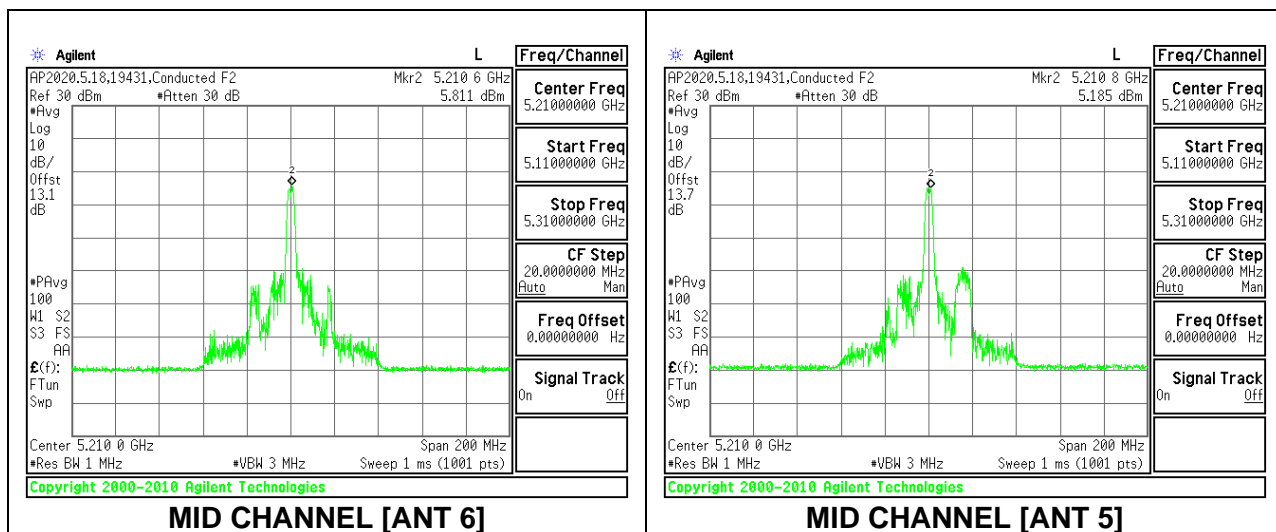 Agilent
L
Freq/Channel
AP2020.5.18,19431,Conducted F2
Mkr2 5.210 6 GHz
Ref 30 dBm
#Atten 30 dB
5.811 dBm
#Avg
Log
10
dB/
Offst
13.1
dB
2
#PAvg
100
W1 S2
S3 FS
AA
£(f):
FTun
Swp
Center 5.210 0 GHz
Span 200 MHz
#Res BW 1 MHz
#VBW 3 MHz
Sweep 1 ms (1001 pts)
Center Freq
5.21000000 GHz
Start Freq
5.11000000 GHz
Stop Freq
5.31000000 GHz
CF Step
20.0000000 MHz
Auto Man
Freq Offset
0.00000000 Hz
Signal Track
On Off
Copyright 2000-2010 Agilent Technologies
MID CHANNEL [ANT 6]
Agilent
L
Freq/Channel
AP2020.5.18,19431,Conducted F2
Mkr2 5.210 8 GHz
Ref 30 dBm
#Atten 30 dB
5.185 dBm
#Avg
Log
10
dB/
Offst
13.7
dB
2
#PAvg
100
W1 S2
S3 FS
AA
£(f):
FTun
Swp
Center 5.210 0 GHz
Span 200 MHz
#Res BW 1 MHz
#VBW 3 MHz
Sweep 1 ms (1001 pts)
Center Freq
5.21000000 GHz
Start Freq
5.11000000 GHz
Stop Freq
5.31000000 GHz
CF Step
20.0000000 MHz
Auto Man
Freq Offset
0.00000000 Hz
Signal Track
On Off
Copyright 2000-2010 Agilent Technologies
MID CHANNEL [ANT 5]